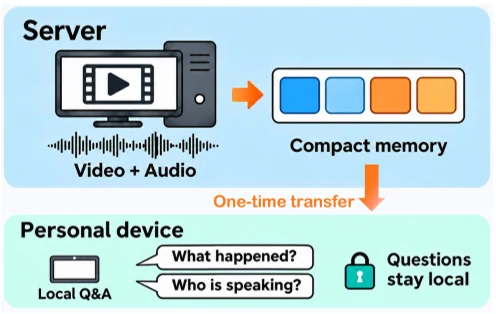 Server
Video + Audio
Compact memory
One-time transfer
Personal device
Local Q&A
What happened?
Who is speaking?
Questions
stay local